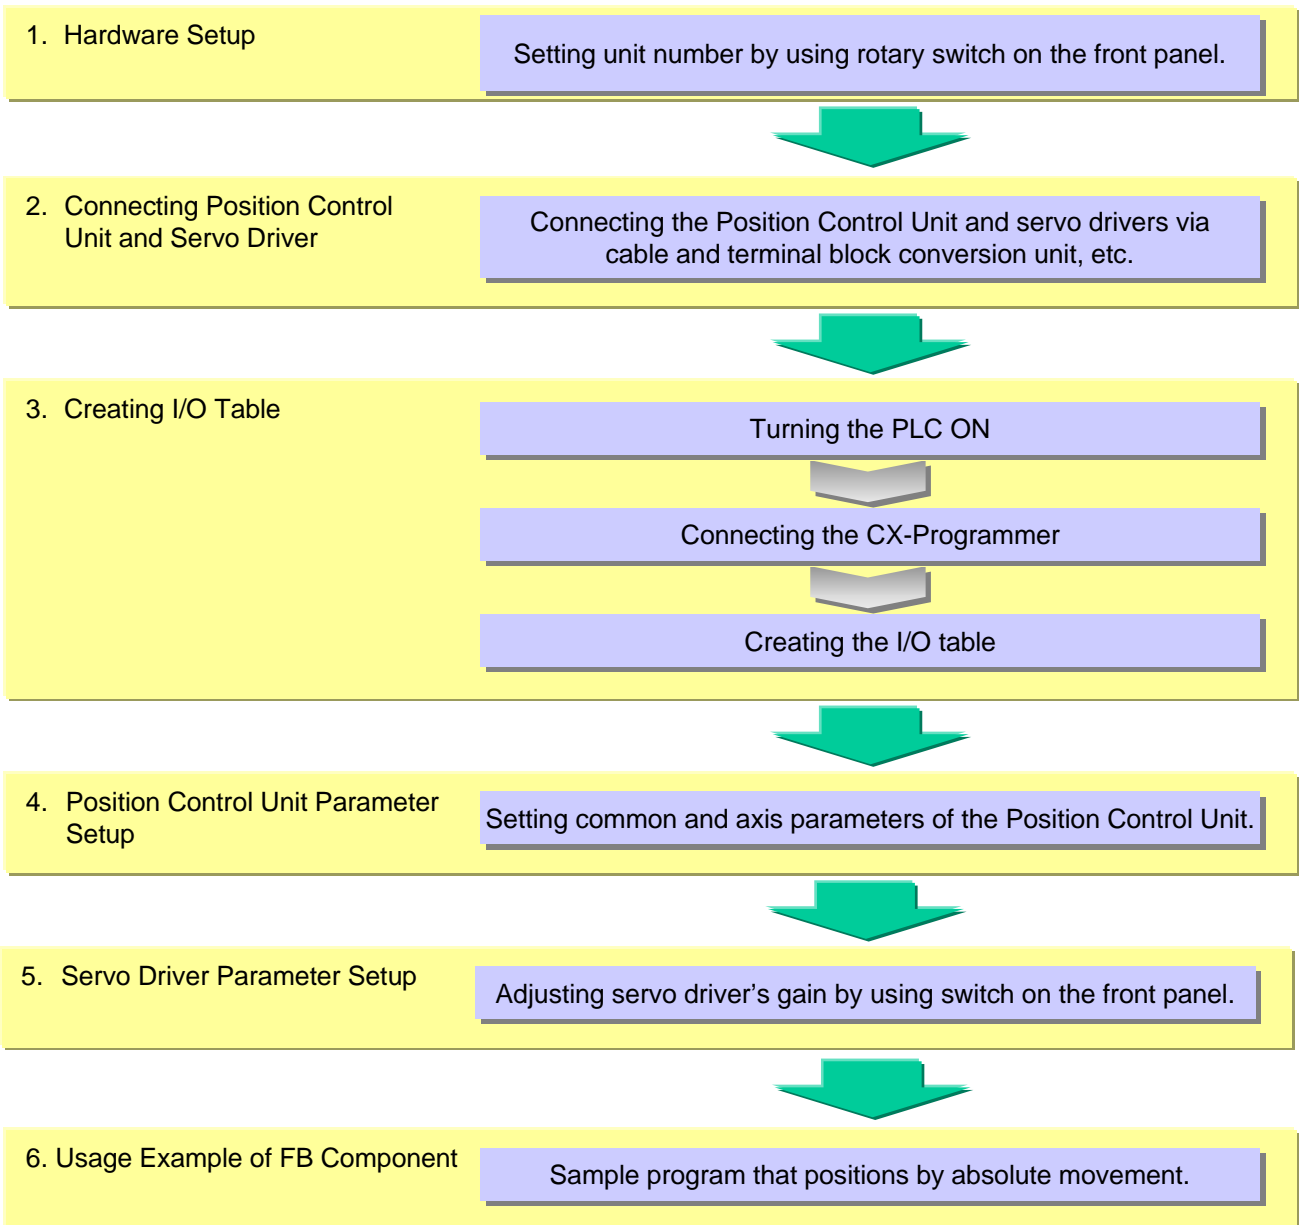 1. Hardware Setup
Setting unit number by using rotary switch on the front panel.
2. Connecting Position Control
Unit and Servo Driver
Connecting the Position Control Unit and servo drivers via
cable and terminal block conversion unit, etc.
3. Creating I/O Table
Turning the PLC ON
Connecting the CX-Programmer
Creating the I/O table
4. Position Control Unit Parameter
Setup
Setting common and axis parameters of the Position Control Unit.
5. Servo Driver Parameter Setup
Adjusting servo driver's gain by using switch on the front panel.
6. Usage Example of FB Component
Sample program that positions by absolute movement.